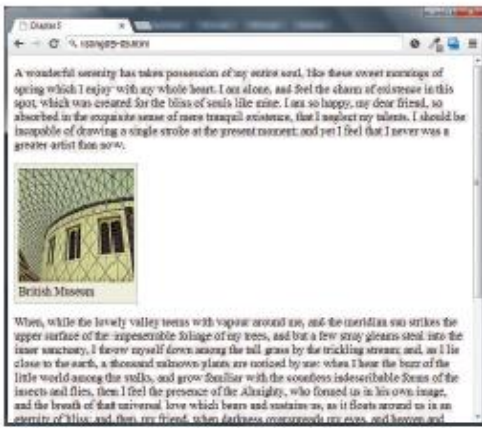 Chapter 5
A wonderful serenity has taken possession of my entire soul, like these sweet mornings of
spring which I enjoy with my whole heart. I am alone, and feel the charm of existence in this
spot, which was created for the bliss of souls like mine. I am so happy, my dear friend, so
absorbed in the exquisite sense of mere tranquil existence, that I neglect my talents. I should be
incapable of drawing a single stroke at the present moment; and yet I feel that I never was a
greater artist than now.
British Museum
When, while the lovely valley teems with vapour around me, and the meridian sun strikes the
upper surface of the impenetrable foliage of my trees, and but a few stray gleams steal into the
inner sanctuary, I throw myself down among the tall grass by the trickling stream; and, as I lie
close to the earth, a thousand unknown plants are noticed by me: when I hear the buzz of the
little world among the stalks, and grow familiar with the countless indescribable forms of the
insects and flies, then I feel the presence of the Almighty, who formed us in his own image,
and the breath of that universal love which bears and sustains us, as it floats around us in an
eternity of bliss; and then, my friend, when darkness overspreads my eyes, and heaven and